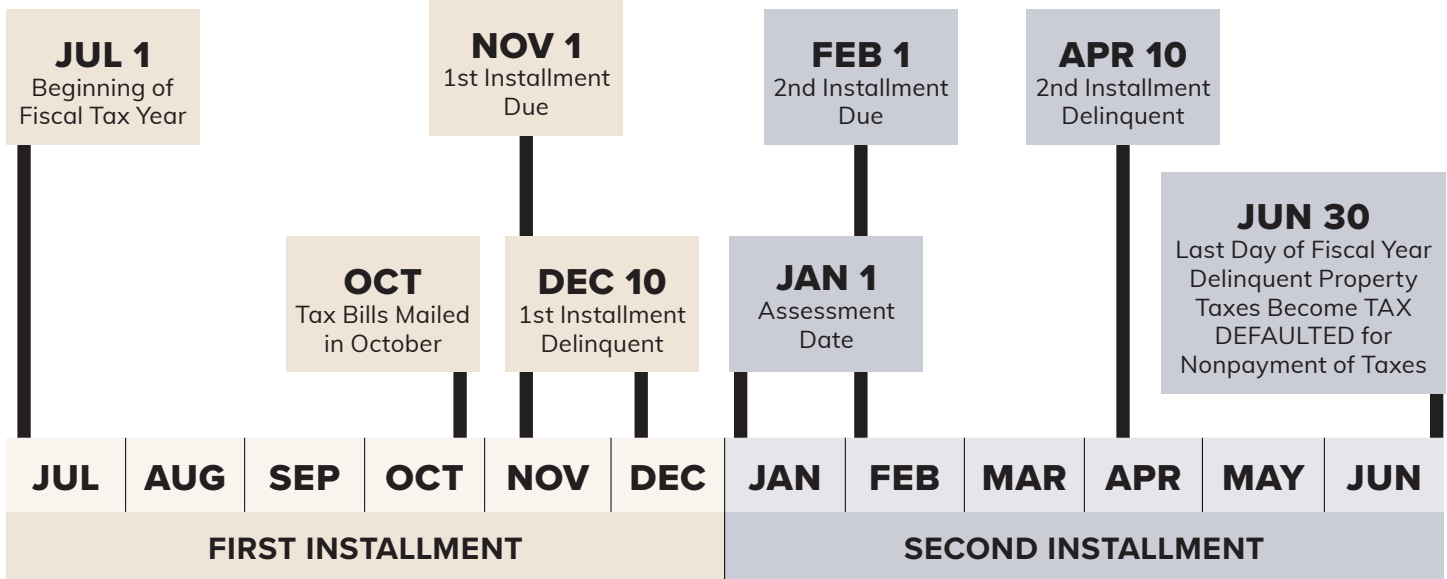 JUL 1
Beginning of
Fiscal Tax Year
NOV 1
1st Installment
Due
FEB 1
2nd Installment
Due
APR 10
2nd Installment
Delinquent
OCT
Tax Bills Mailed
in October
DEC 10
1st Installment
Delinquent
JAN 1
Assessment
Date
JUN 30
Last Day of Fiscal Year
Delinquent Property
Taxes Become TAX
DEFAULTED for
Nonpayment of Taxes
JUL AUG SEP OCT NOV DEC JAN FEB MAR APR MAY JUN
FIRST INSTALLMENT SECOND INSTALLMENT